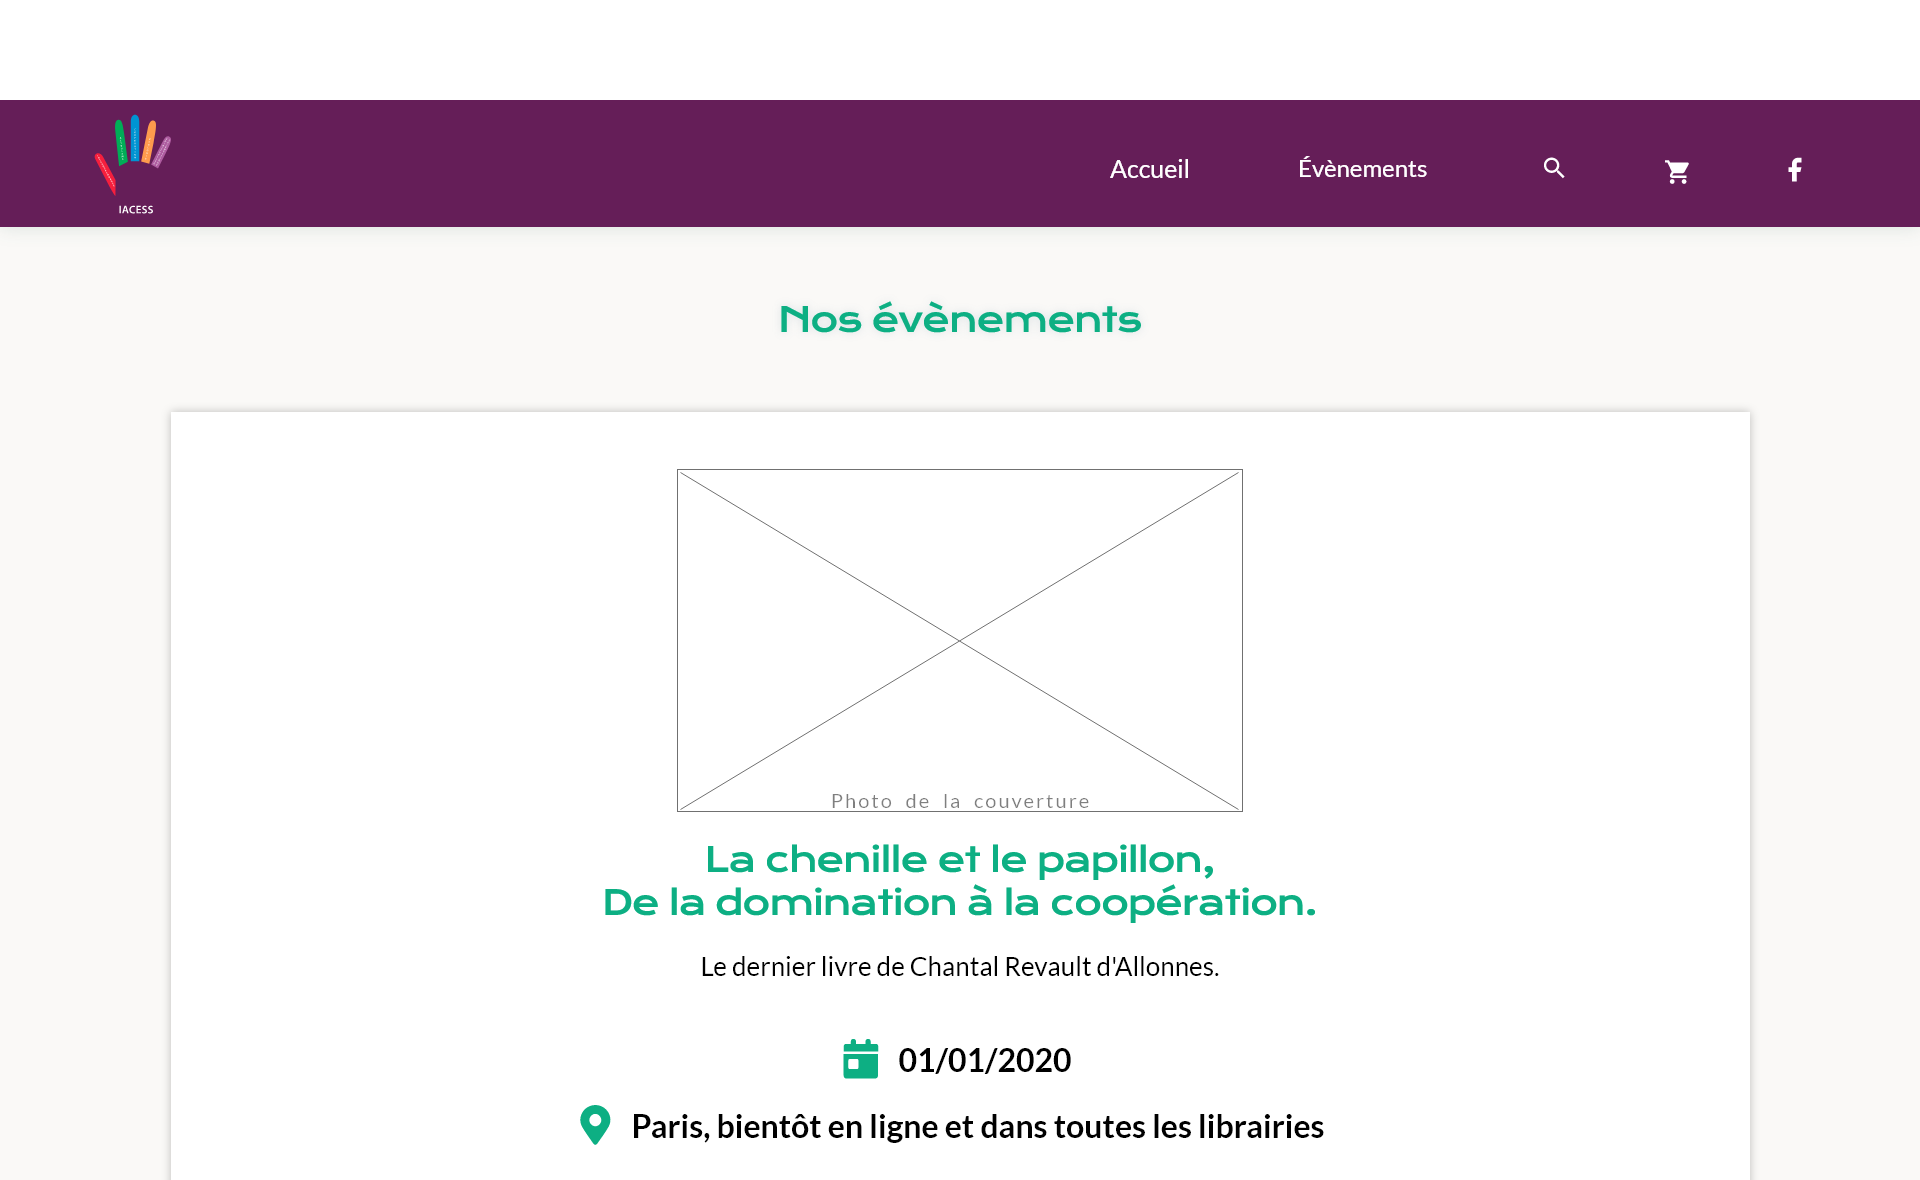 IACESS
Accueil
Évènements
Nos évènements
Photo de la couverture
La chenille et le papillon,
De la domination à la coopération.
Le dernier livre de Chantal Revault d'Allonnes.
01/01/2020
Paris, bientôt en ligne et dans toutes les librairies